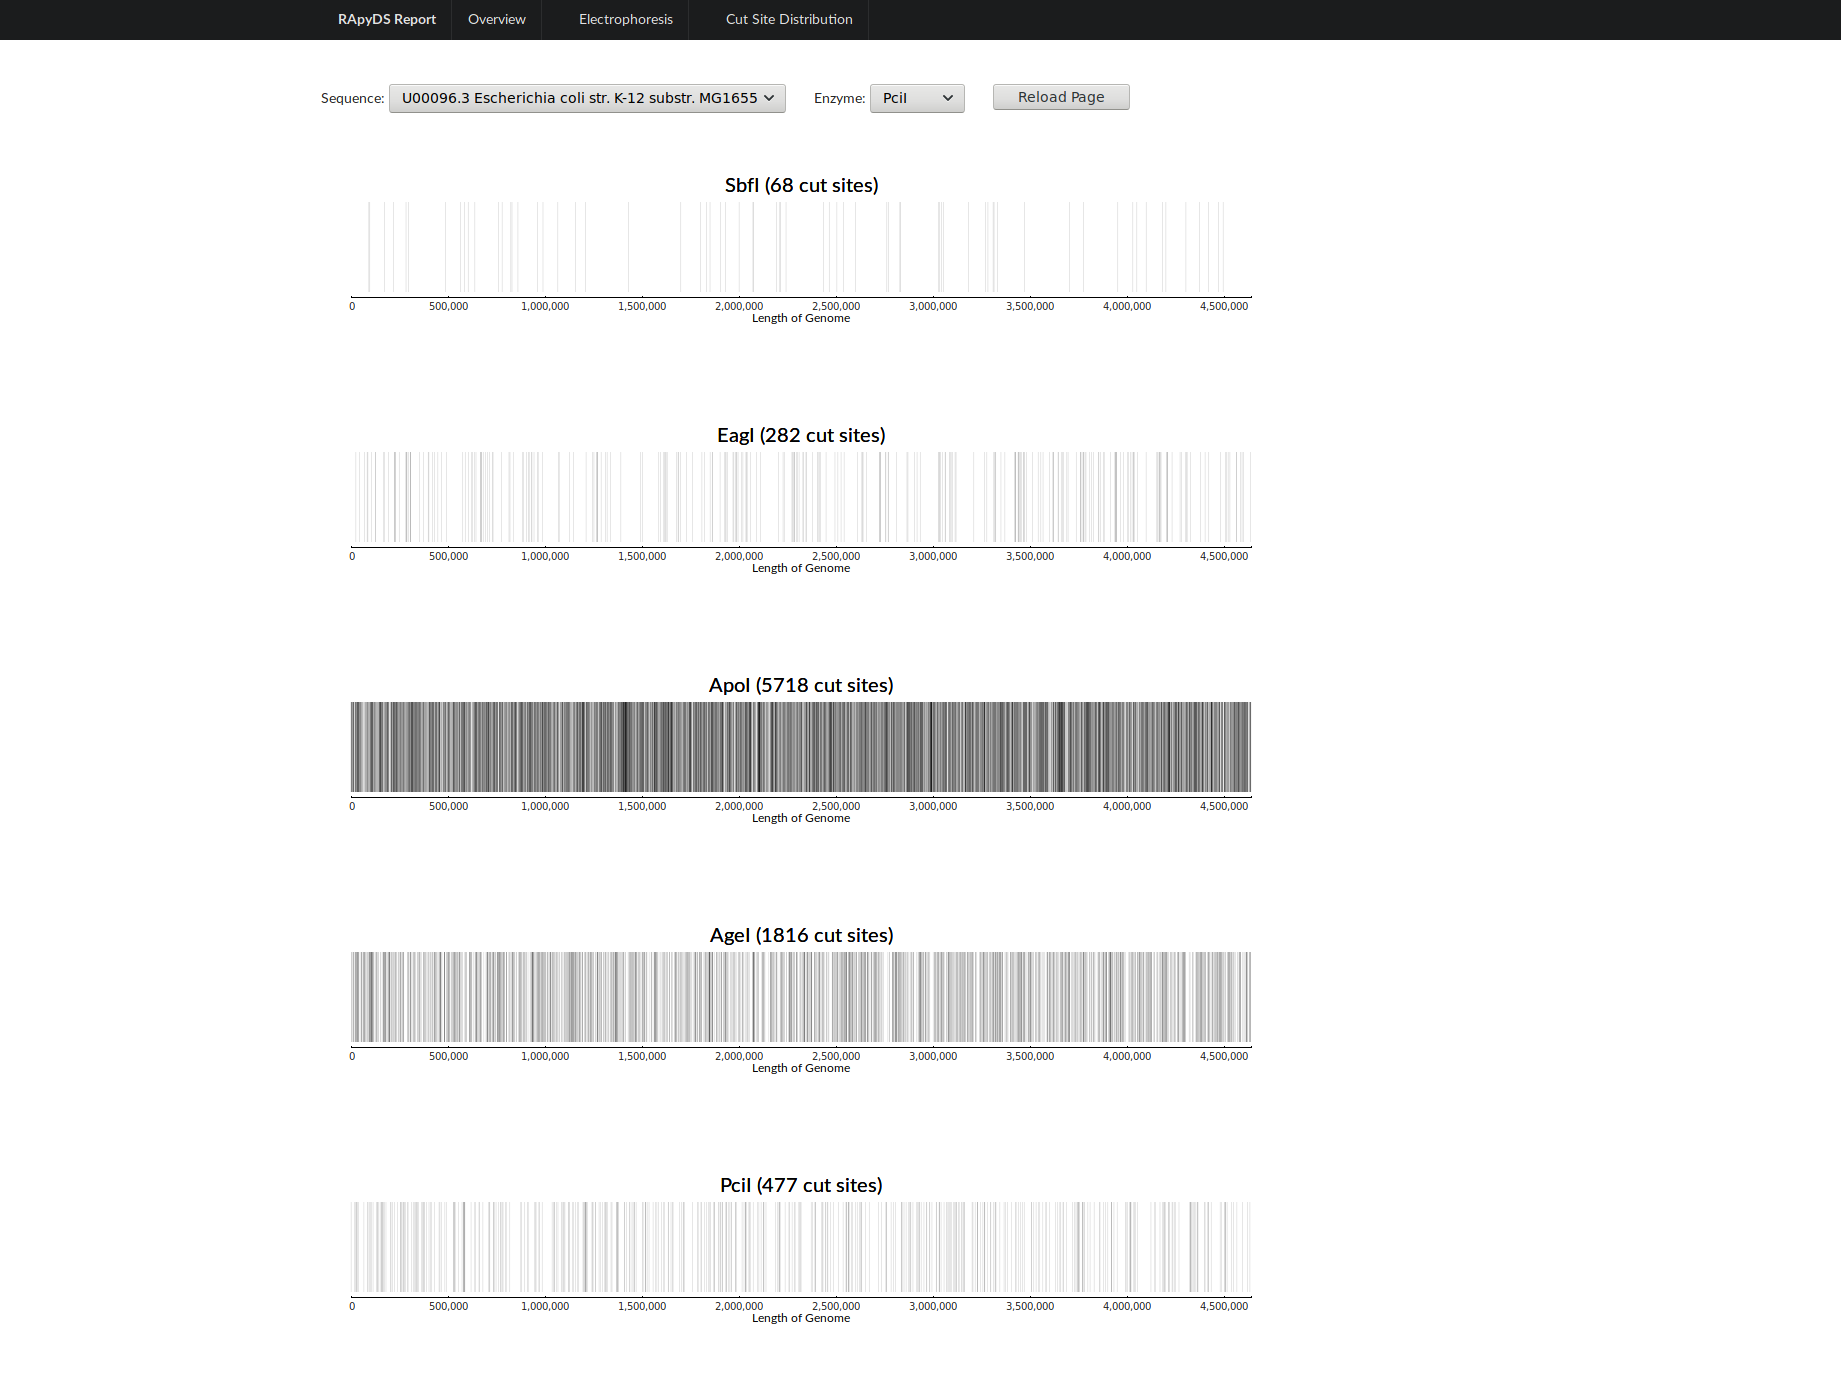 RApyDS Report Overview Electrophoresis Cut Site Distribution
Sequence: U00096.3 Escherichia coli str. K-12 substr. MG1655 Enzyme: PciI Reload Page
SbfI (68 cut sites)
0 500,000 1,000,000 1,500,000 2,000,000 2,500,000 3,000,000 3,500,000 4,000,000 4,500,000
Length of Genome
EagI (282 cut sites)
0 500,000 1,000,000 1,500,000 2,000,000 2,500,000 3,000,000 3,500,000 4,000,000 4,500,000
Length of Genome
ApoI (5718 cut sites)
0 500,000 1,000,000 1,500,000 2,000,000 2,500,000 3,000,000 3,500,000 4,000,000 4,500,000
Length of Genome
AgeI (1816 cut sites)
0 500,000 1,000,000 1,500,000 2,000,000 2,500,000 3,000,000 3,500,000 4,000,000 4,500,000
Length of Genome
PciI (477 cut sites)
0 500,000 1,000,000 1,500,000 2,000,000 2,500,000 3,000,000 3,500,000 4,000,000 4,500,000
Length of Genome